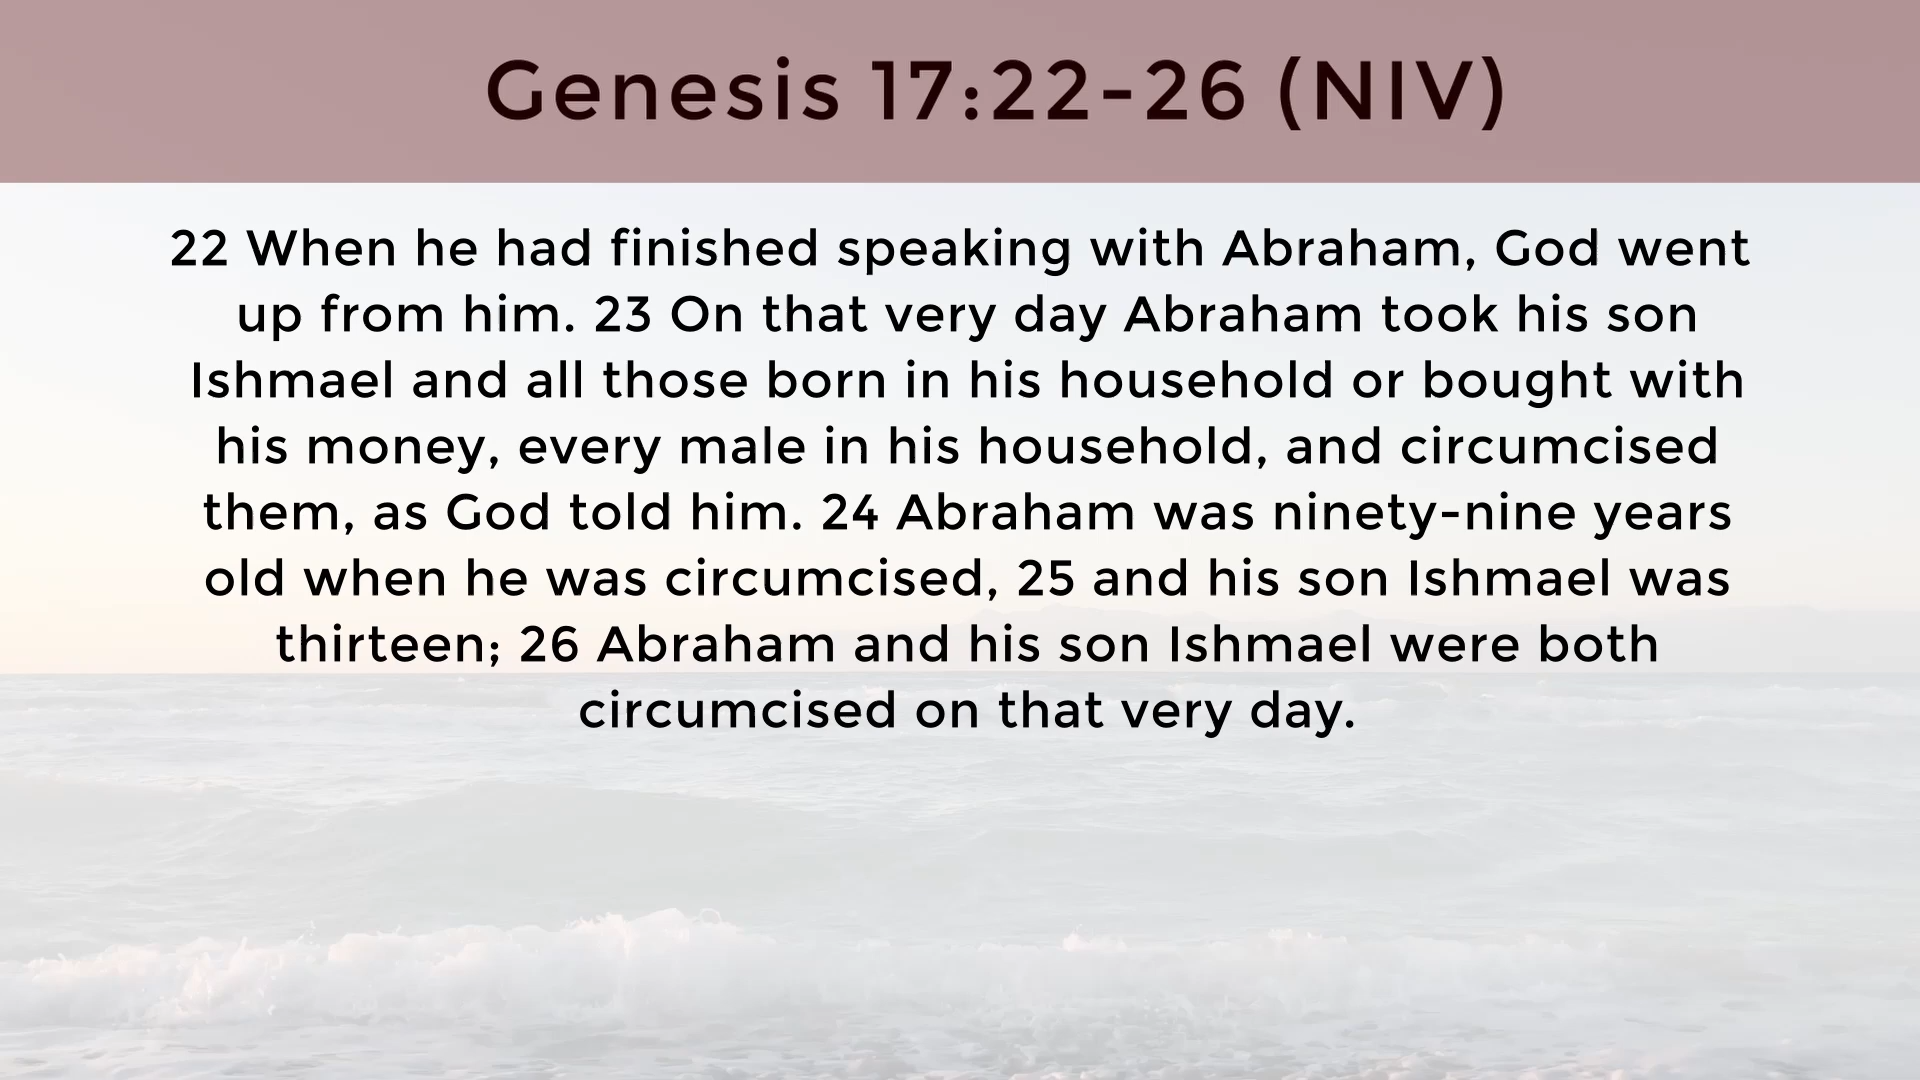 Genesis 17:22-26 (NIV)
22 When he had finished speaking with Abraham, God went
up from him. 23 On that very day Abraham took his son
Ishmael and all those born in his household or bought with
his money, every male in his household, and circumcised
them, as God told him. 24 Abraham was ninety-nine years
old when he was circumcised, 25 and his son Ishmael was
thirteen; 26 Abraham and his son Ishmael were both
circumcised on that very day.